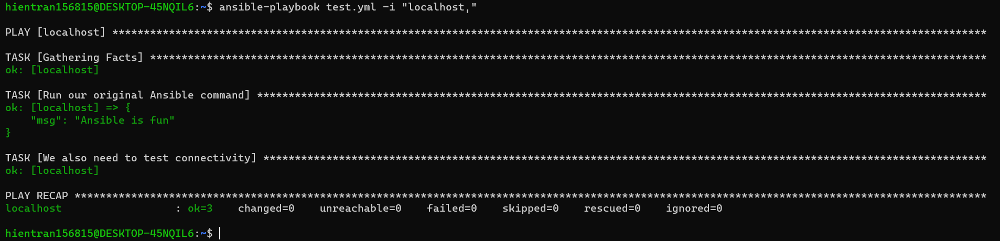 hientran156815@DESKTOP-45NQIL6:~$ ansible-playbook test.yml -i "localhost,"
PLAY [localhost] *******************************************************************************************************************************************
TASK [Gathering Facts] *************************************************************************************************************************************
ok: [localhost]
TASK [Run our original Ansible command] ********************************************************************************************************************
ok: [localhost] => {
    "msg": "Ansible is fun"
}
TASK [We also need to test connectivity] *******************************************************************************************************************
ok: [localhost]
PLAY RECAP *************************************************************************************************************************************************
localhost                  : ok=3    changed=0    unreachable=0    failed=0    skipped=0    rescued=0    ignored=0
hientran156815@DESKTOP-45NQIL6:~$